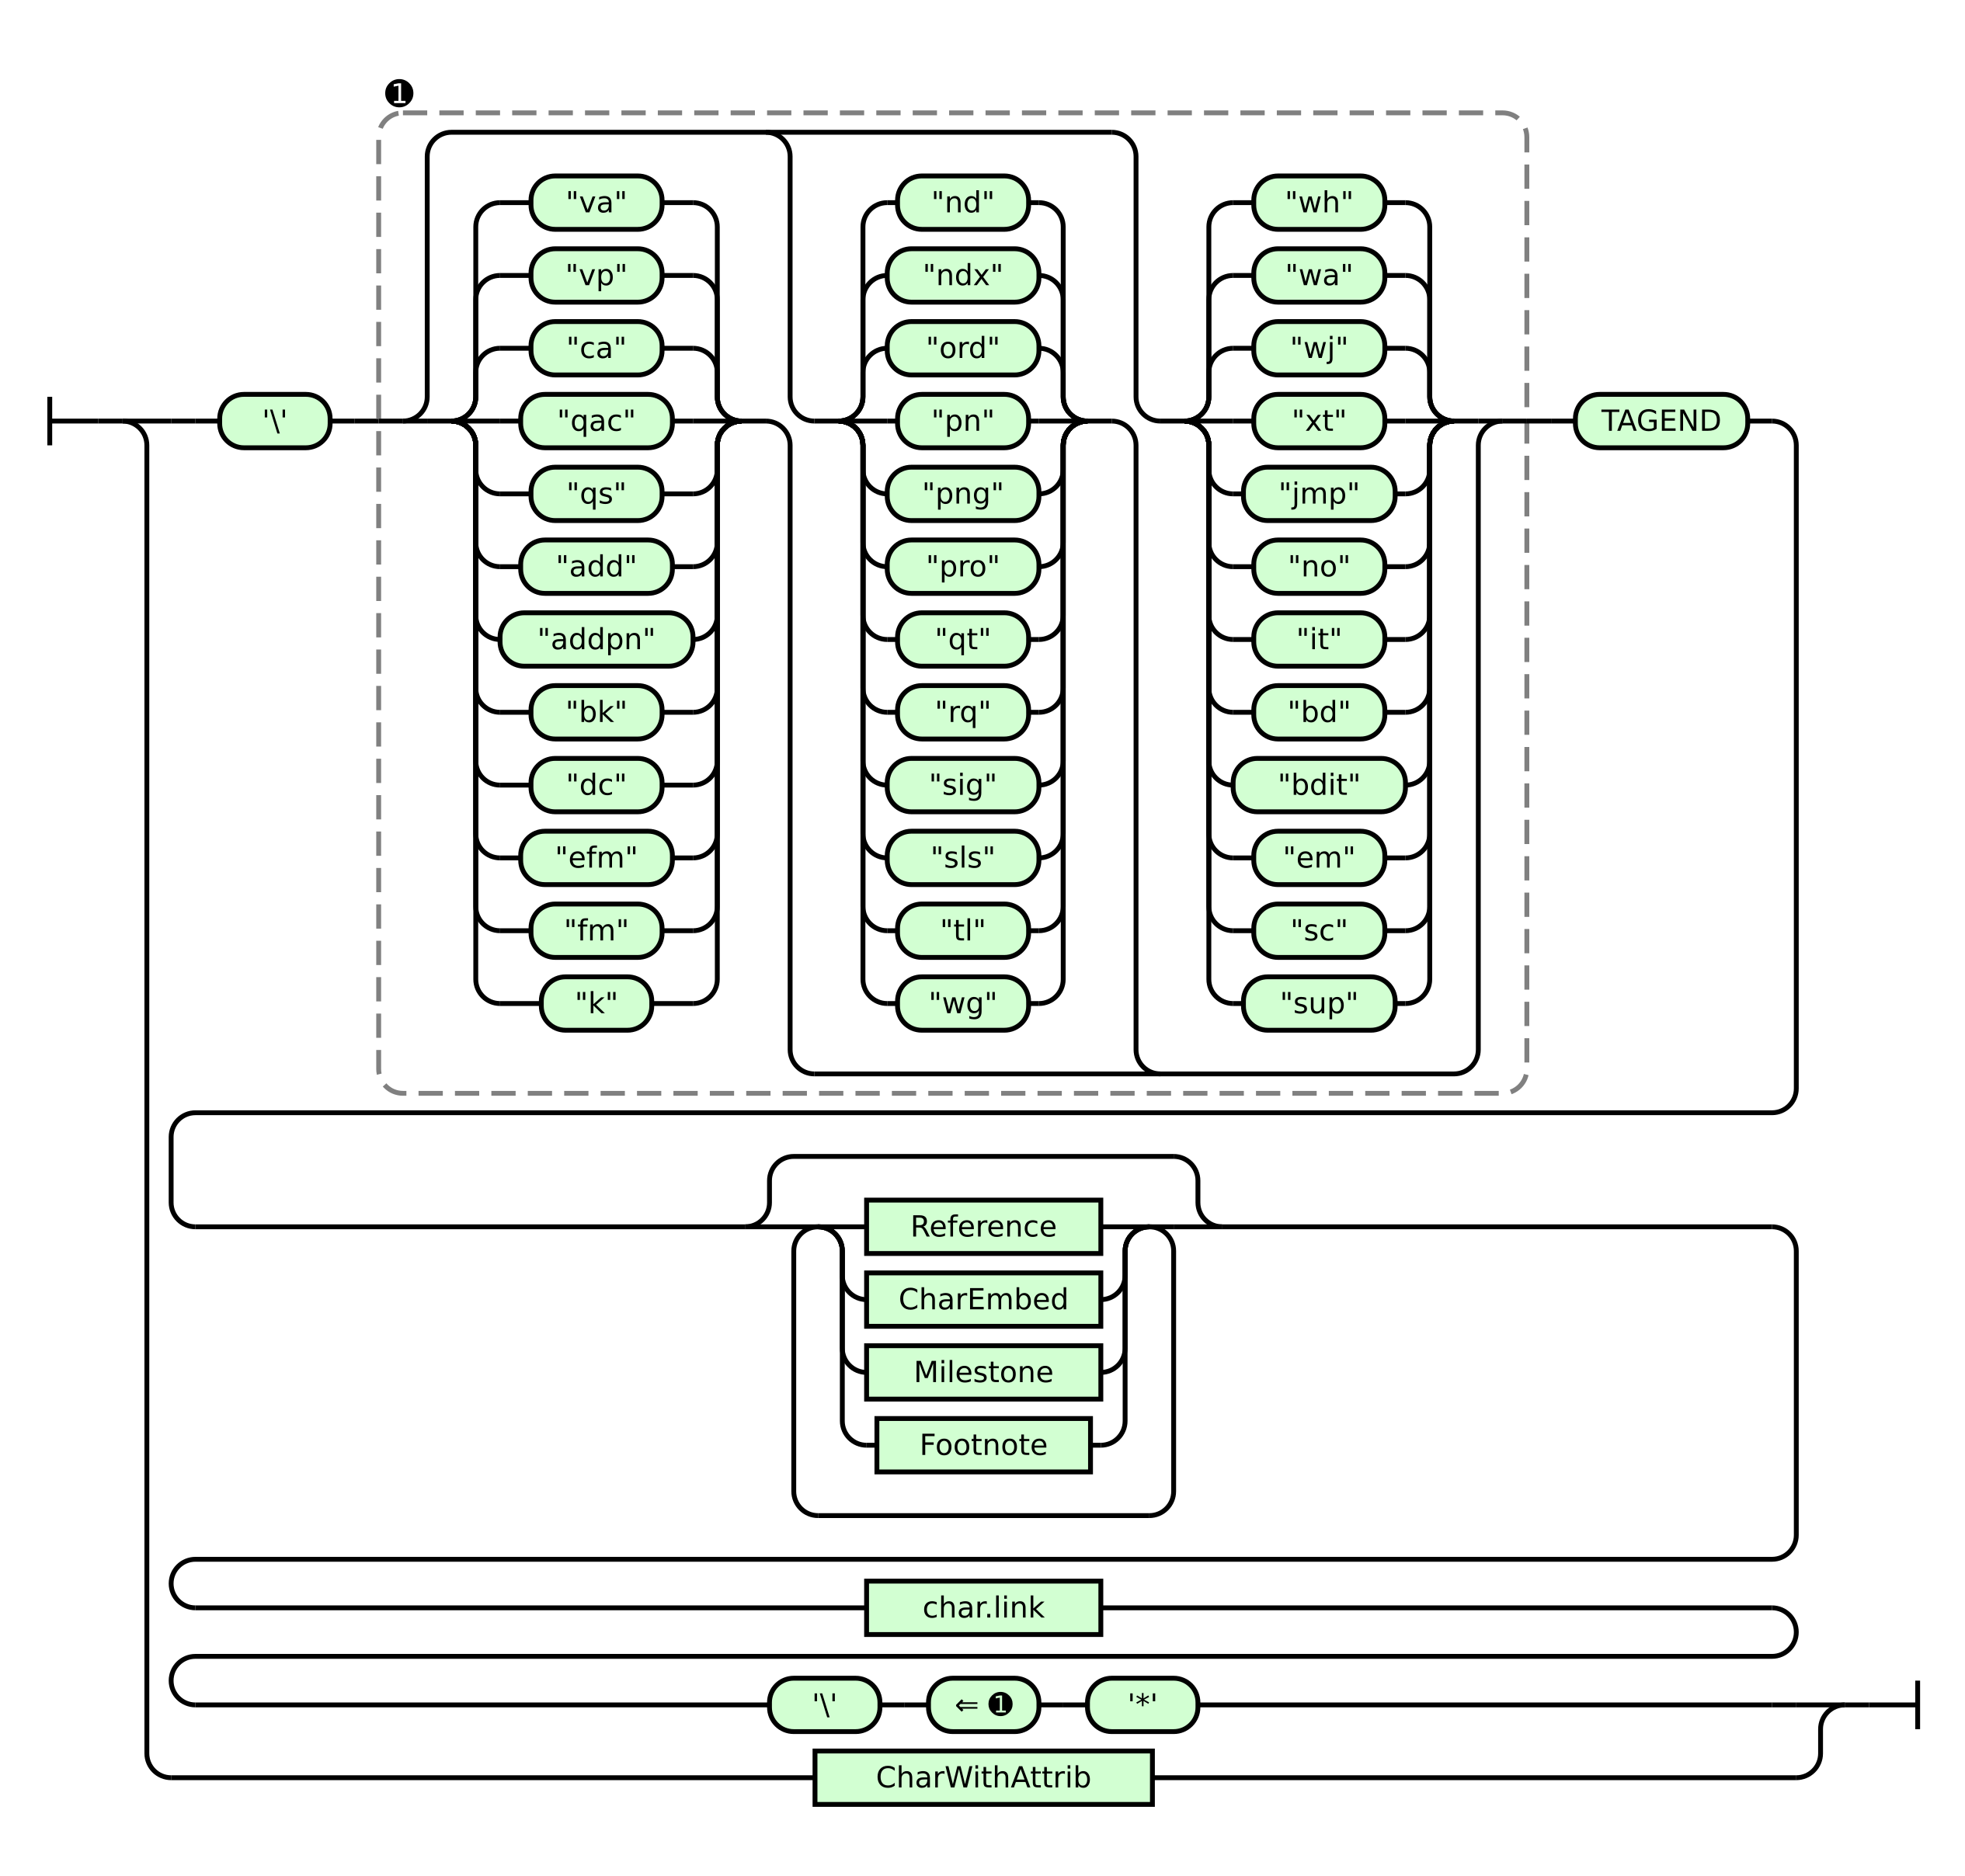 ❶
"va" "nd" "wh"
"vp" "ndx" "wa"
"ca" "ord" "wj"
'\' "qac" "pn" "xt" TAGEND
"qs" "png" "jmp"
"add" "pro" "no"
"addpn" "qt" "it"
"bk" "rq" "bd"
"dc" "sig" "bdit"
"efm" "sls" "em"
"fm" "tl" "sc"
"k" "wg" "sup"
Reference
CharEmbed
Milestone
Footnote
char.link
'\' ⇐ ❶ '*'
CharWithAttrib